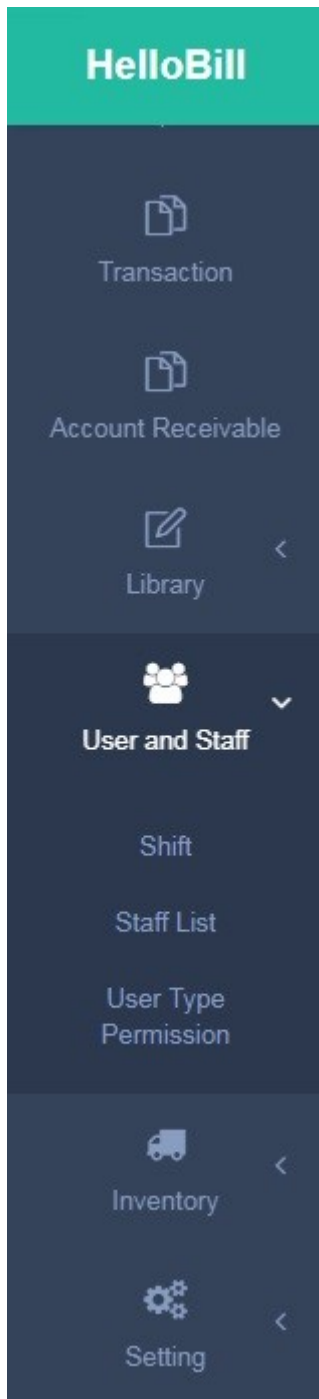 HelloBill
Transaction
Account Receivable
Library
User and Staff
Shift
Staff List
User Type
Permission
Inventory
Setting